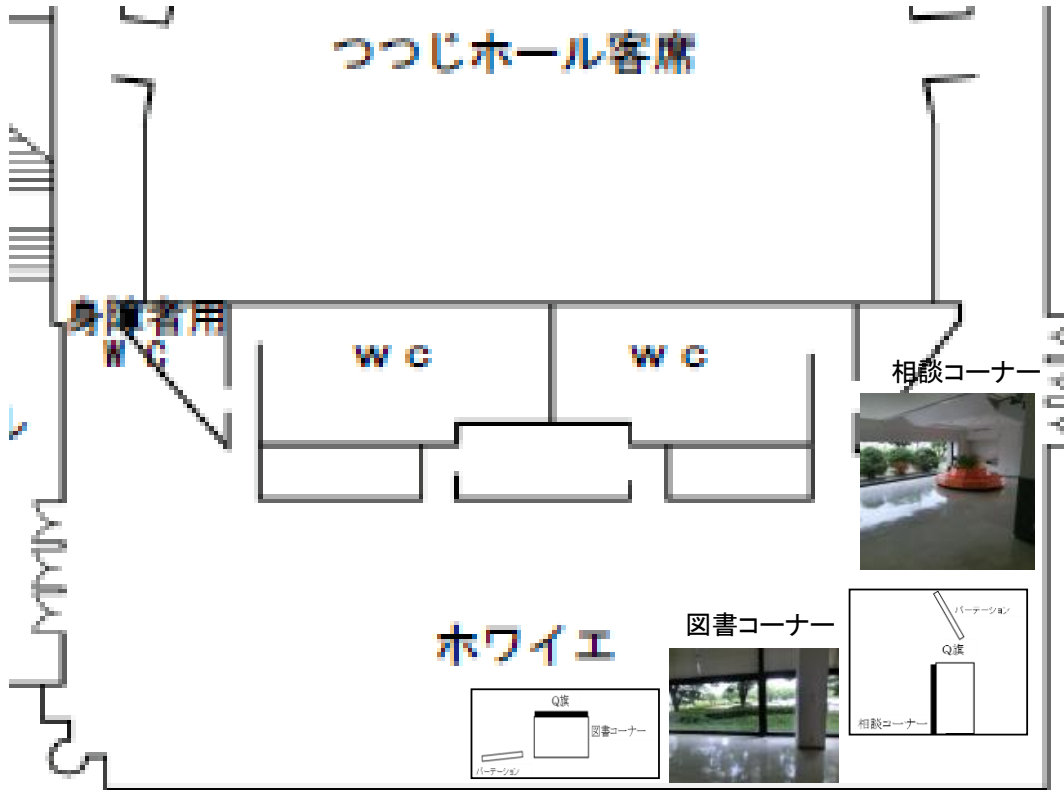 つつじホール客席
身障者用
WC
WC
WC
相談コーナー
ル
パーテーション
図書コーナー
ホワイエ
Q旗
Q旗
図書コーナー
相談コーナー
パーテーション